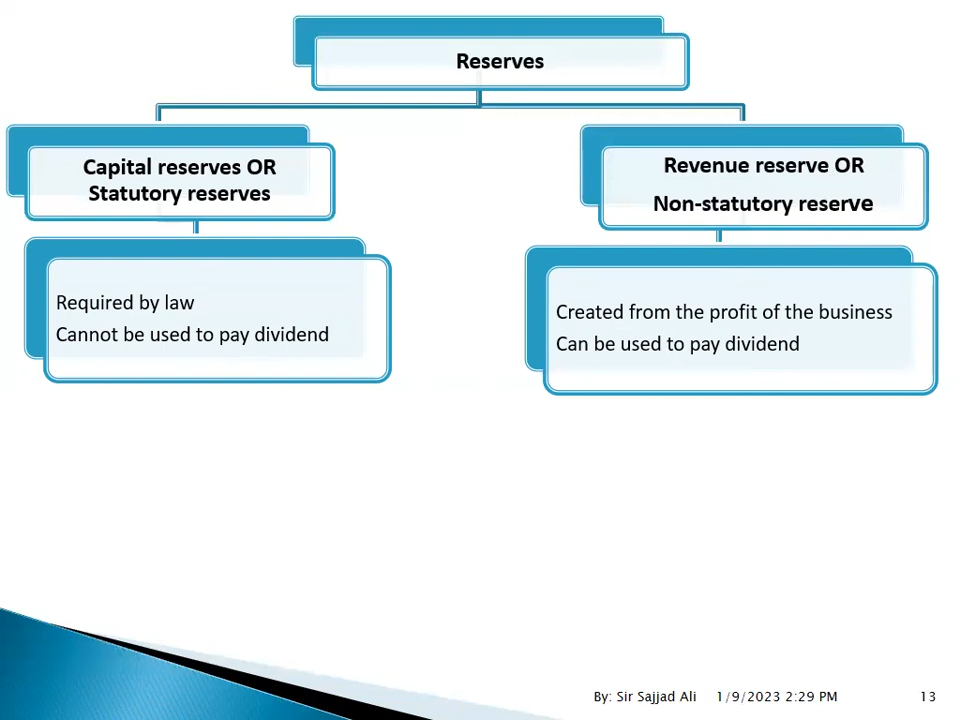 Reserves
Capital reserves OR
Statutory reserves
Required by law
Cannot be used to pay dividend
Revenue reserve OR
Non-statutory reserve
Created from the profit of the business
Can be used to pay dividend
By: Sir Sajjad Ali 1/9/2023 2:29 PM 13